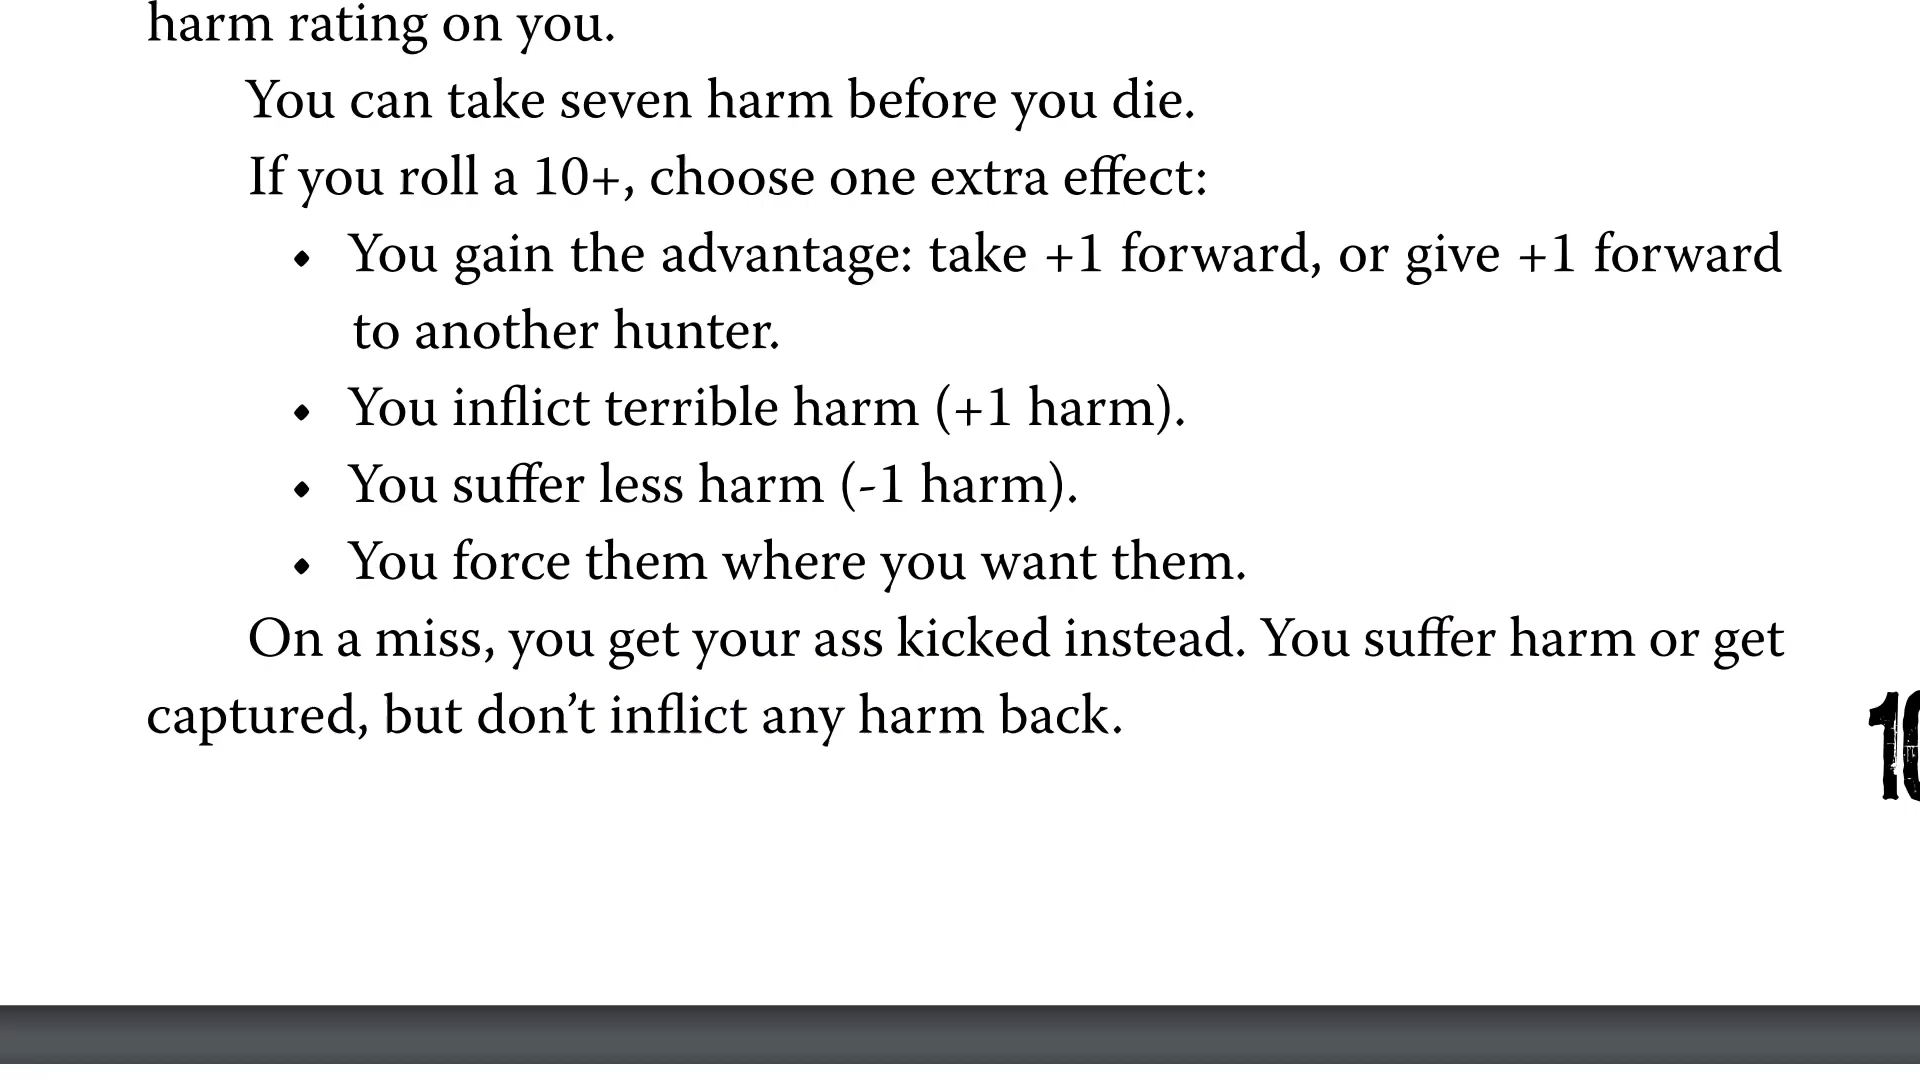 harm rating on you.
You can take seven harm before you die.
If you roll a 10+, choose one extra effect:
• You gain the advantage: take +1 forward, or give +1 forward
to another hunter.
• You inflict terrible harm (+1 harm).
• You suffer less harm (-1 harm).
• You force them where you want them.
On a miss, you get your ass kicked instead. You suffer harm or get
captured, but don’t inflict any harm back.